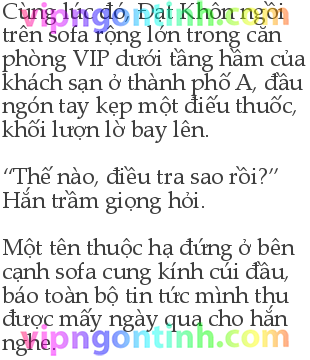 Cùng lúc đó, Đạt Khôn ngồi
trên sofa rộng lớn trong căn
phòng VIP dưới tầng hầm của
khách sạn ở thành phố A, đầu
ngón tay kẹp một điếu thuốc,
khối lượn lờ bay lên.
“Thế nào, điều tra sao rồi?”
Hắn trầm giọng hỏi.
Một tên thuộc hạ đứng ở bên
cạnh sofa cung kính cúi đầu,
báo toàn bộ tin tức mình thu
được mấy ngày qua cho hắn
nghe.
vipngontinh.com
vipngontinh.com